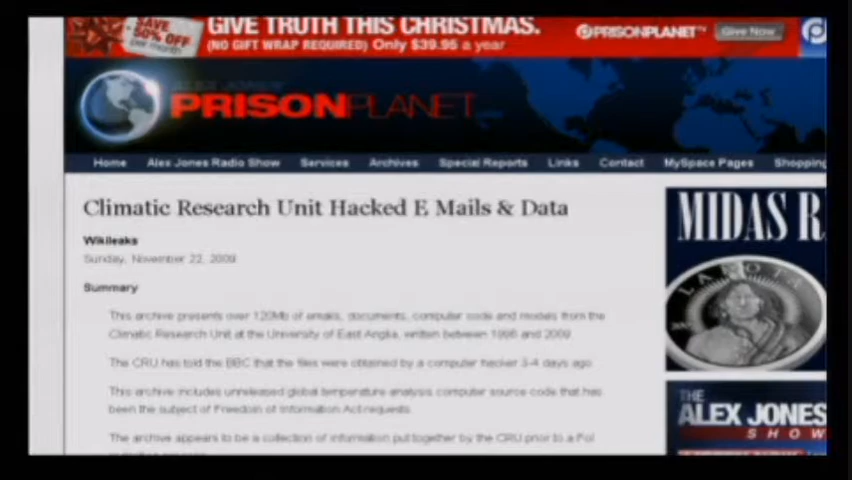 SAVE
50% OFF
GIVE TRUTH THIS CHRISTMAS.
(NO GIFT WRAP REQUIRED) Only $39.95 a year
PRISONPLANET TV
Give Now
ALEX JONES'
PRISONPLANET
Home Alex Jones Radio Show Services Archives Special Reports Links Contact MySpace Pages Shopping
Climatic Research Unit Hacked E Mails & Data
Wikileaks
Sunday, November 22, 2009
Summary
This archive presents over 120Mb of emails, documents, computer code and models from the
Climatic Research Unit at the University of East Anglia, written between 1996 and 2009
The CRU has told the BBC that the files were obtained by a computer hacker 3-4 days ago
This archive includes unreleased global temperature analysis computer source code that has
been the subject of Freedom of Information Act requests
The archive appears to be a collection of information put together by the CRU prior to a FoI
MIDAS R
LAKOTA
THE
ALEX JONES
SHOW